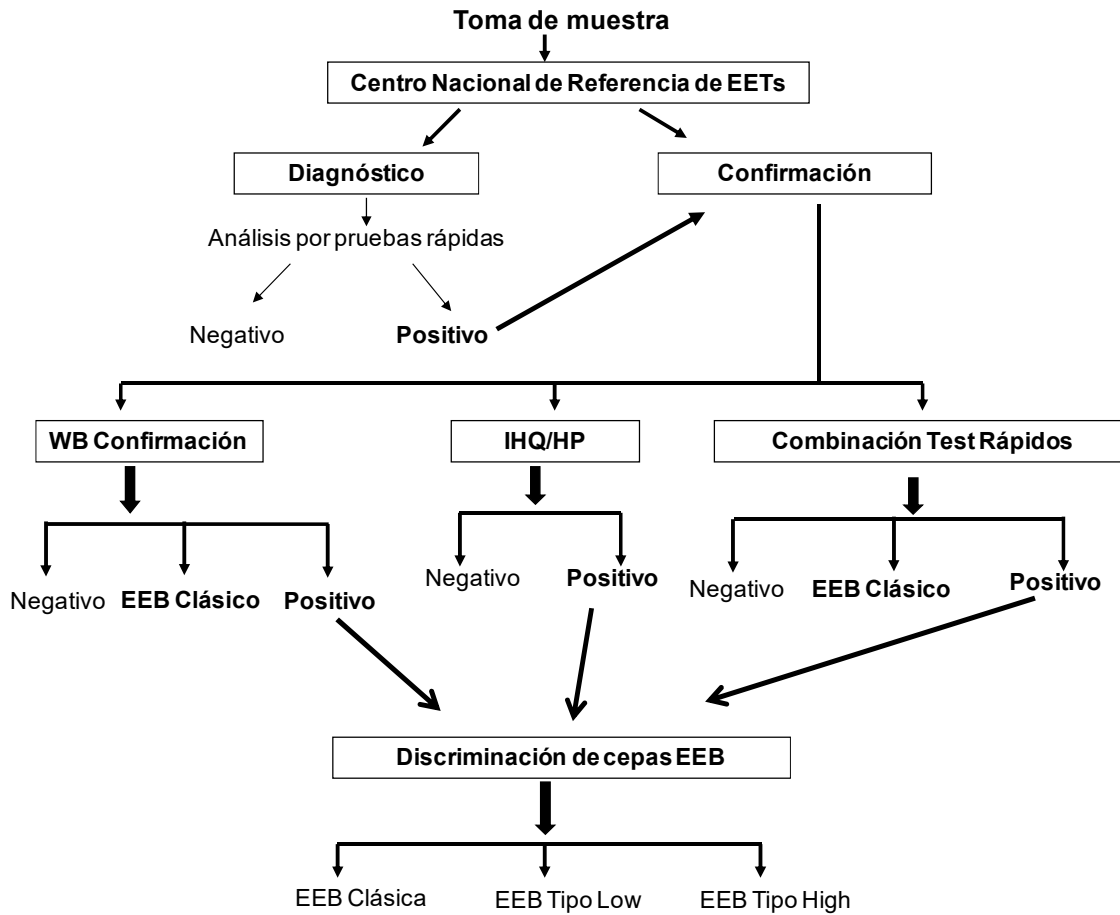 Toma de muestra
Centro Nacional de Referencia de EETs
Diagnóstico
Confirmación
Análisis por pruebas rápidas
Negativo
Positivo
WB Confirmación
IHQ/HP
Combinación Test Rápidos
Negativo
EEB Clásico
Positivo
Negativo
Positivo
Negativo
EEB Clásico
Positivo
Discriminación de cepas EEB
EEB Clásica
EEB Tipo Low
EEB Tipo High